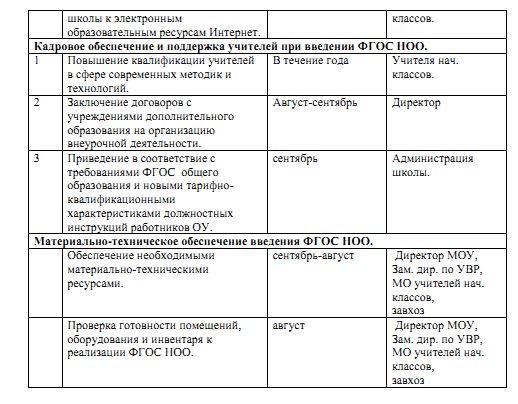 школы к электронным классов.
образовательным ресурсам Интернет.
Кадровое обеспечение и поддержка учителей при введении ФГОС НОО.
1 Повышение квалификации учителей В течение года Учителя нач.
в сфере современных методик и классов.
технологий.
2 Заключение договоров с Август-сентябрь Директор
учреждениями дополнительного
образования на организацию
внеурочной деятельности.
3 Приведение в соответствие с сентябрь Администрация
требованиями ФГОС общего школы.
образования и новыми тарифно-
квалификационными
характеристиками должностных
инструкций работников ОУ.
Материально-техническое обеспечение введения ФГОС НОО.
Обеспечение необходимыми сентябрь-август Директор МОУ,
материально-техническими Зам. дир. по УВР,
ресурсами. МО учителей нач.
классов,
завхоз
Проверка готовности помещений, август Директор МОУ,
оборудования и инвентаря к Зам. дир. по УВР,
реализации ФГОС НОО. МО учителей нач.
классов,
завхоз